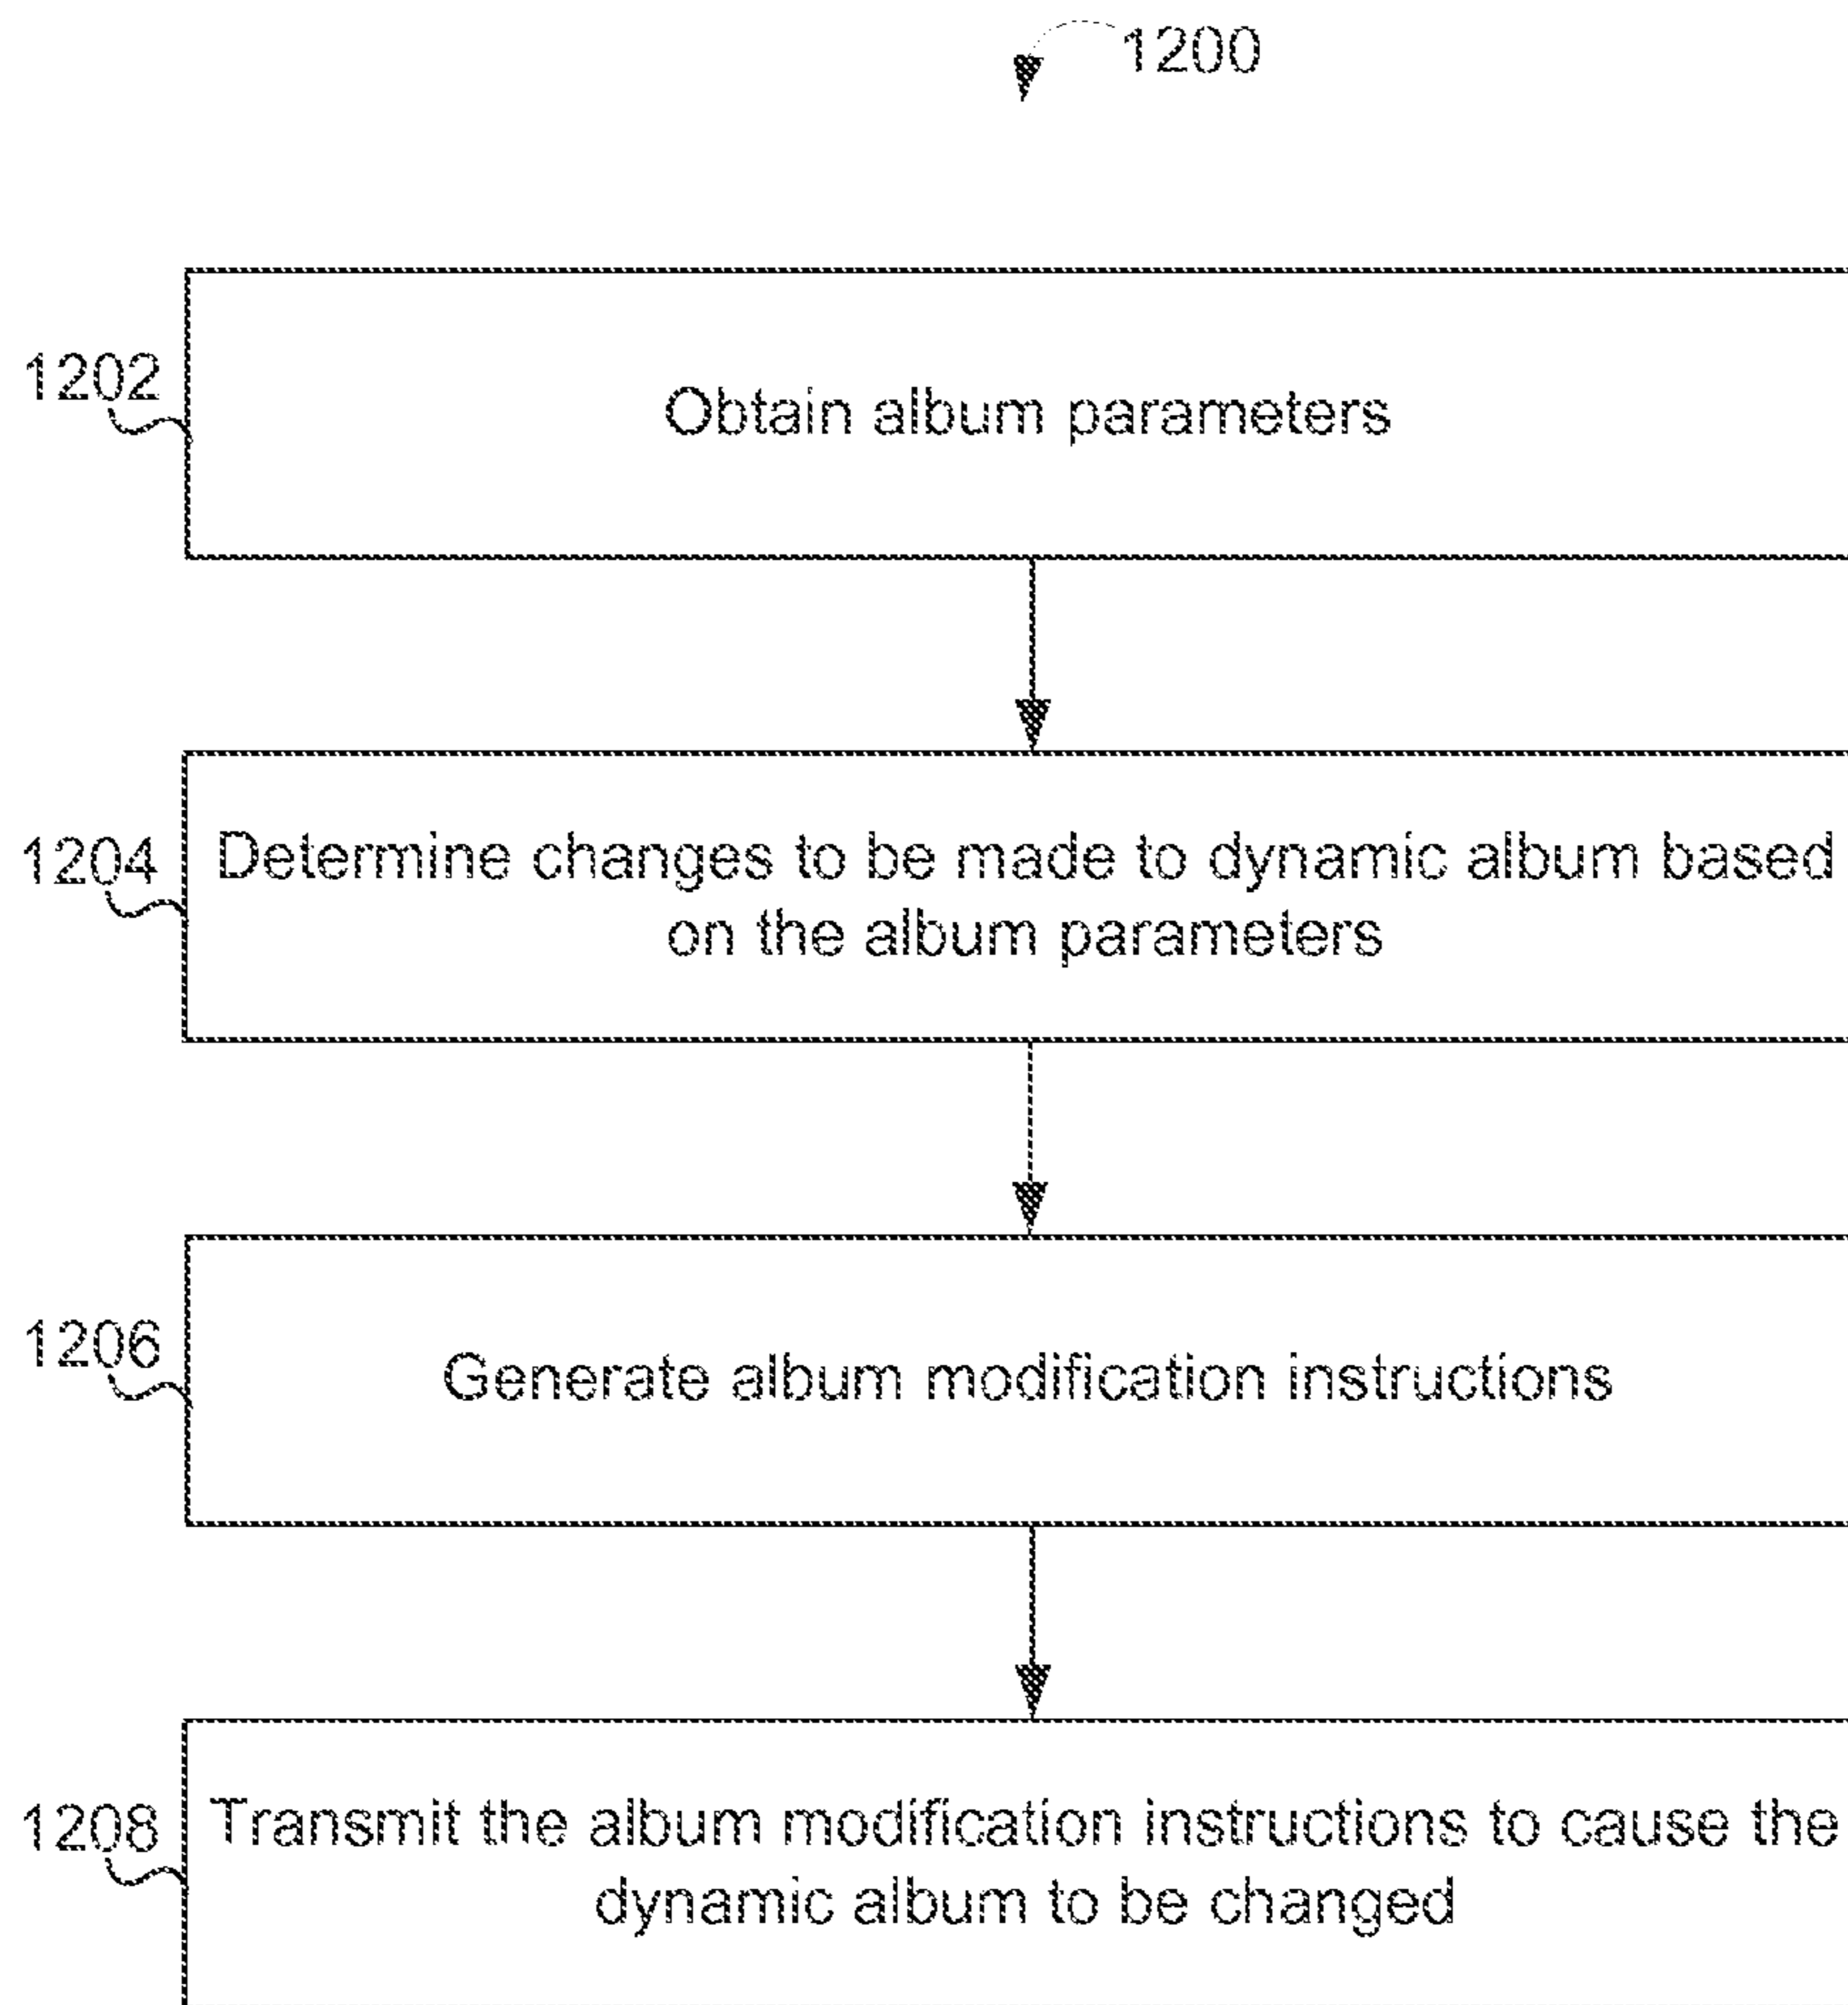 1200
1202
Obtain album parameters
1204
Determine changes to be made to dynamic album based
on the album parameters
1206
Generate album modification instructions
1208
Transmit the album modification instructions to cause the
dynamic album to be changed